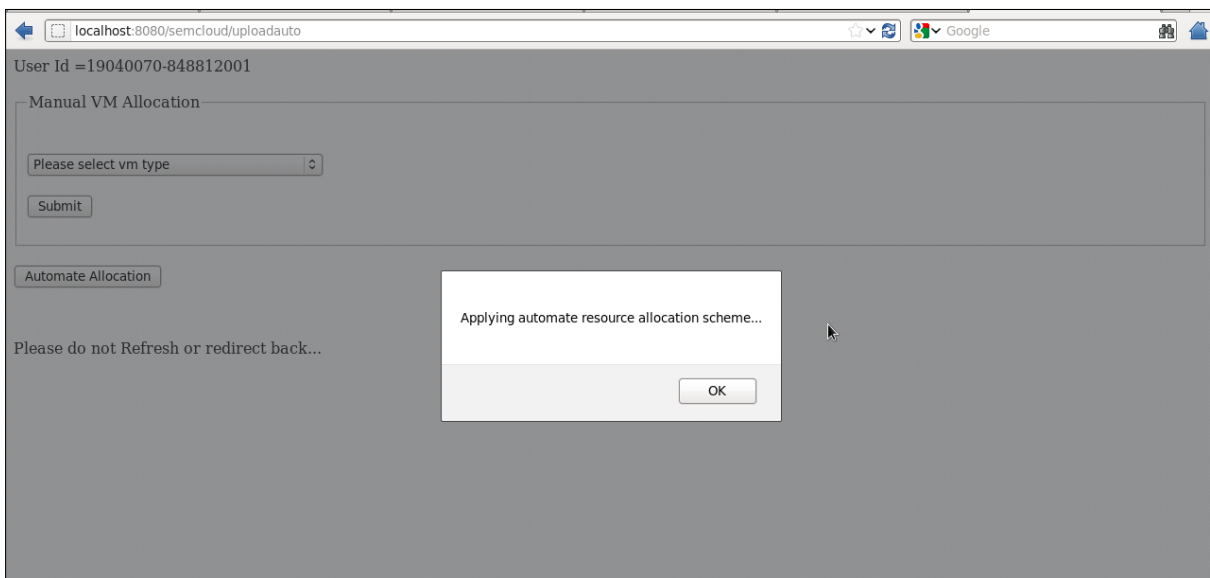 localhost:8080/semcloud/uploadauto
Google
User Id =19040070-848812001
Manual VM Allocation
Please select vm type
Submit
Automate Allocation
Applying automate resource allocation scheme...
Please do not Refresh or redirect back...
OK